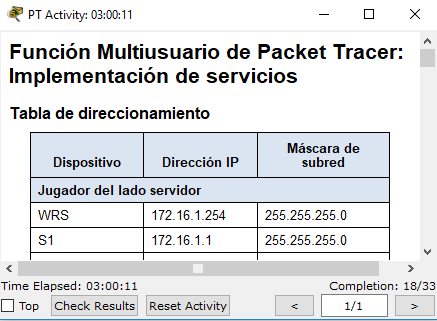 PT Activity: 03:00:11
Función Multiusuario de Packet Tracer:
Implementación de servicios
Tabla de direccionamiento
Dispositivo Dirección IP Máscara de subred
Jugador del lado servidor
WRS 172.16.1.254 255.255.255.0
S1 172.16.1.1 255.255.255.0
Time Elapsed: 03:00:11 Completion: 18/33
Top Check Results Reset Activity < 1/1 >